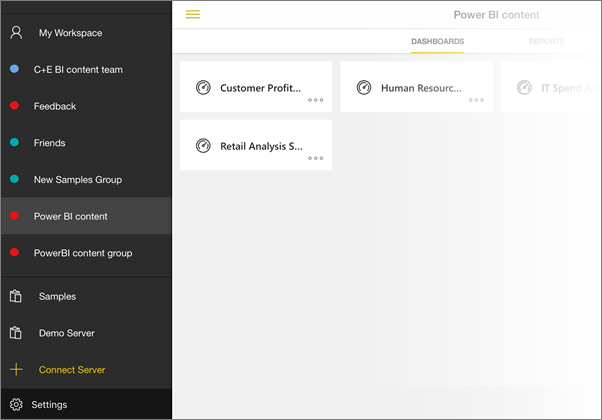 My Workspace
C+E BI content team
Feedback
Friends
New Samples Group
Power BI content
PowerBI content group
Samples
Demo Server
Connect Server
Settings
Power BI content
DASHBOARDS
REPORTS
Customer Profit...
Human Resourc...
IT Spend
Retail Analysis S...